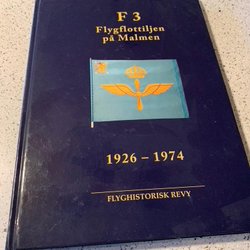 F 3
Flygflottiljen
på Malmen
1926 – 1974
FLYGHISTORISK REVY